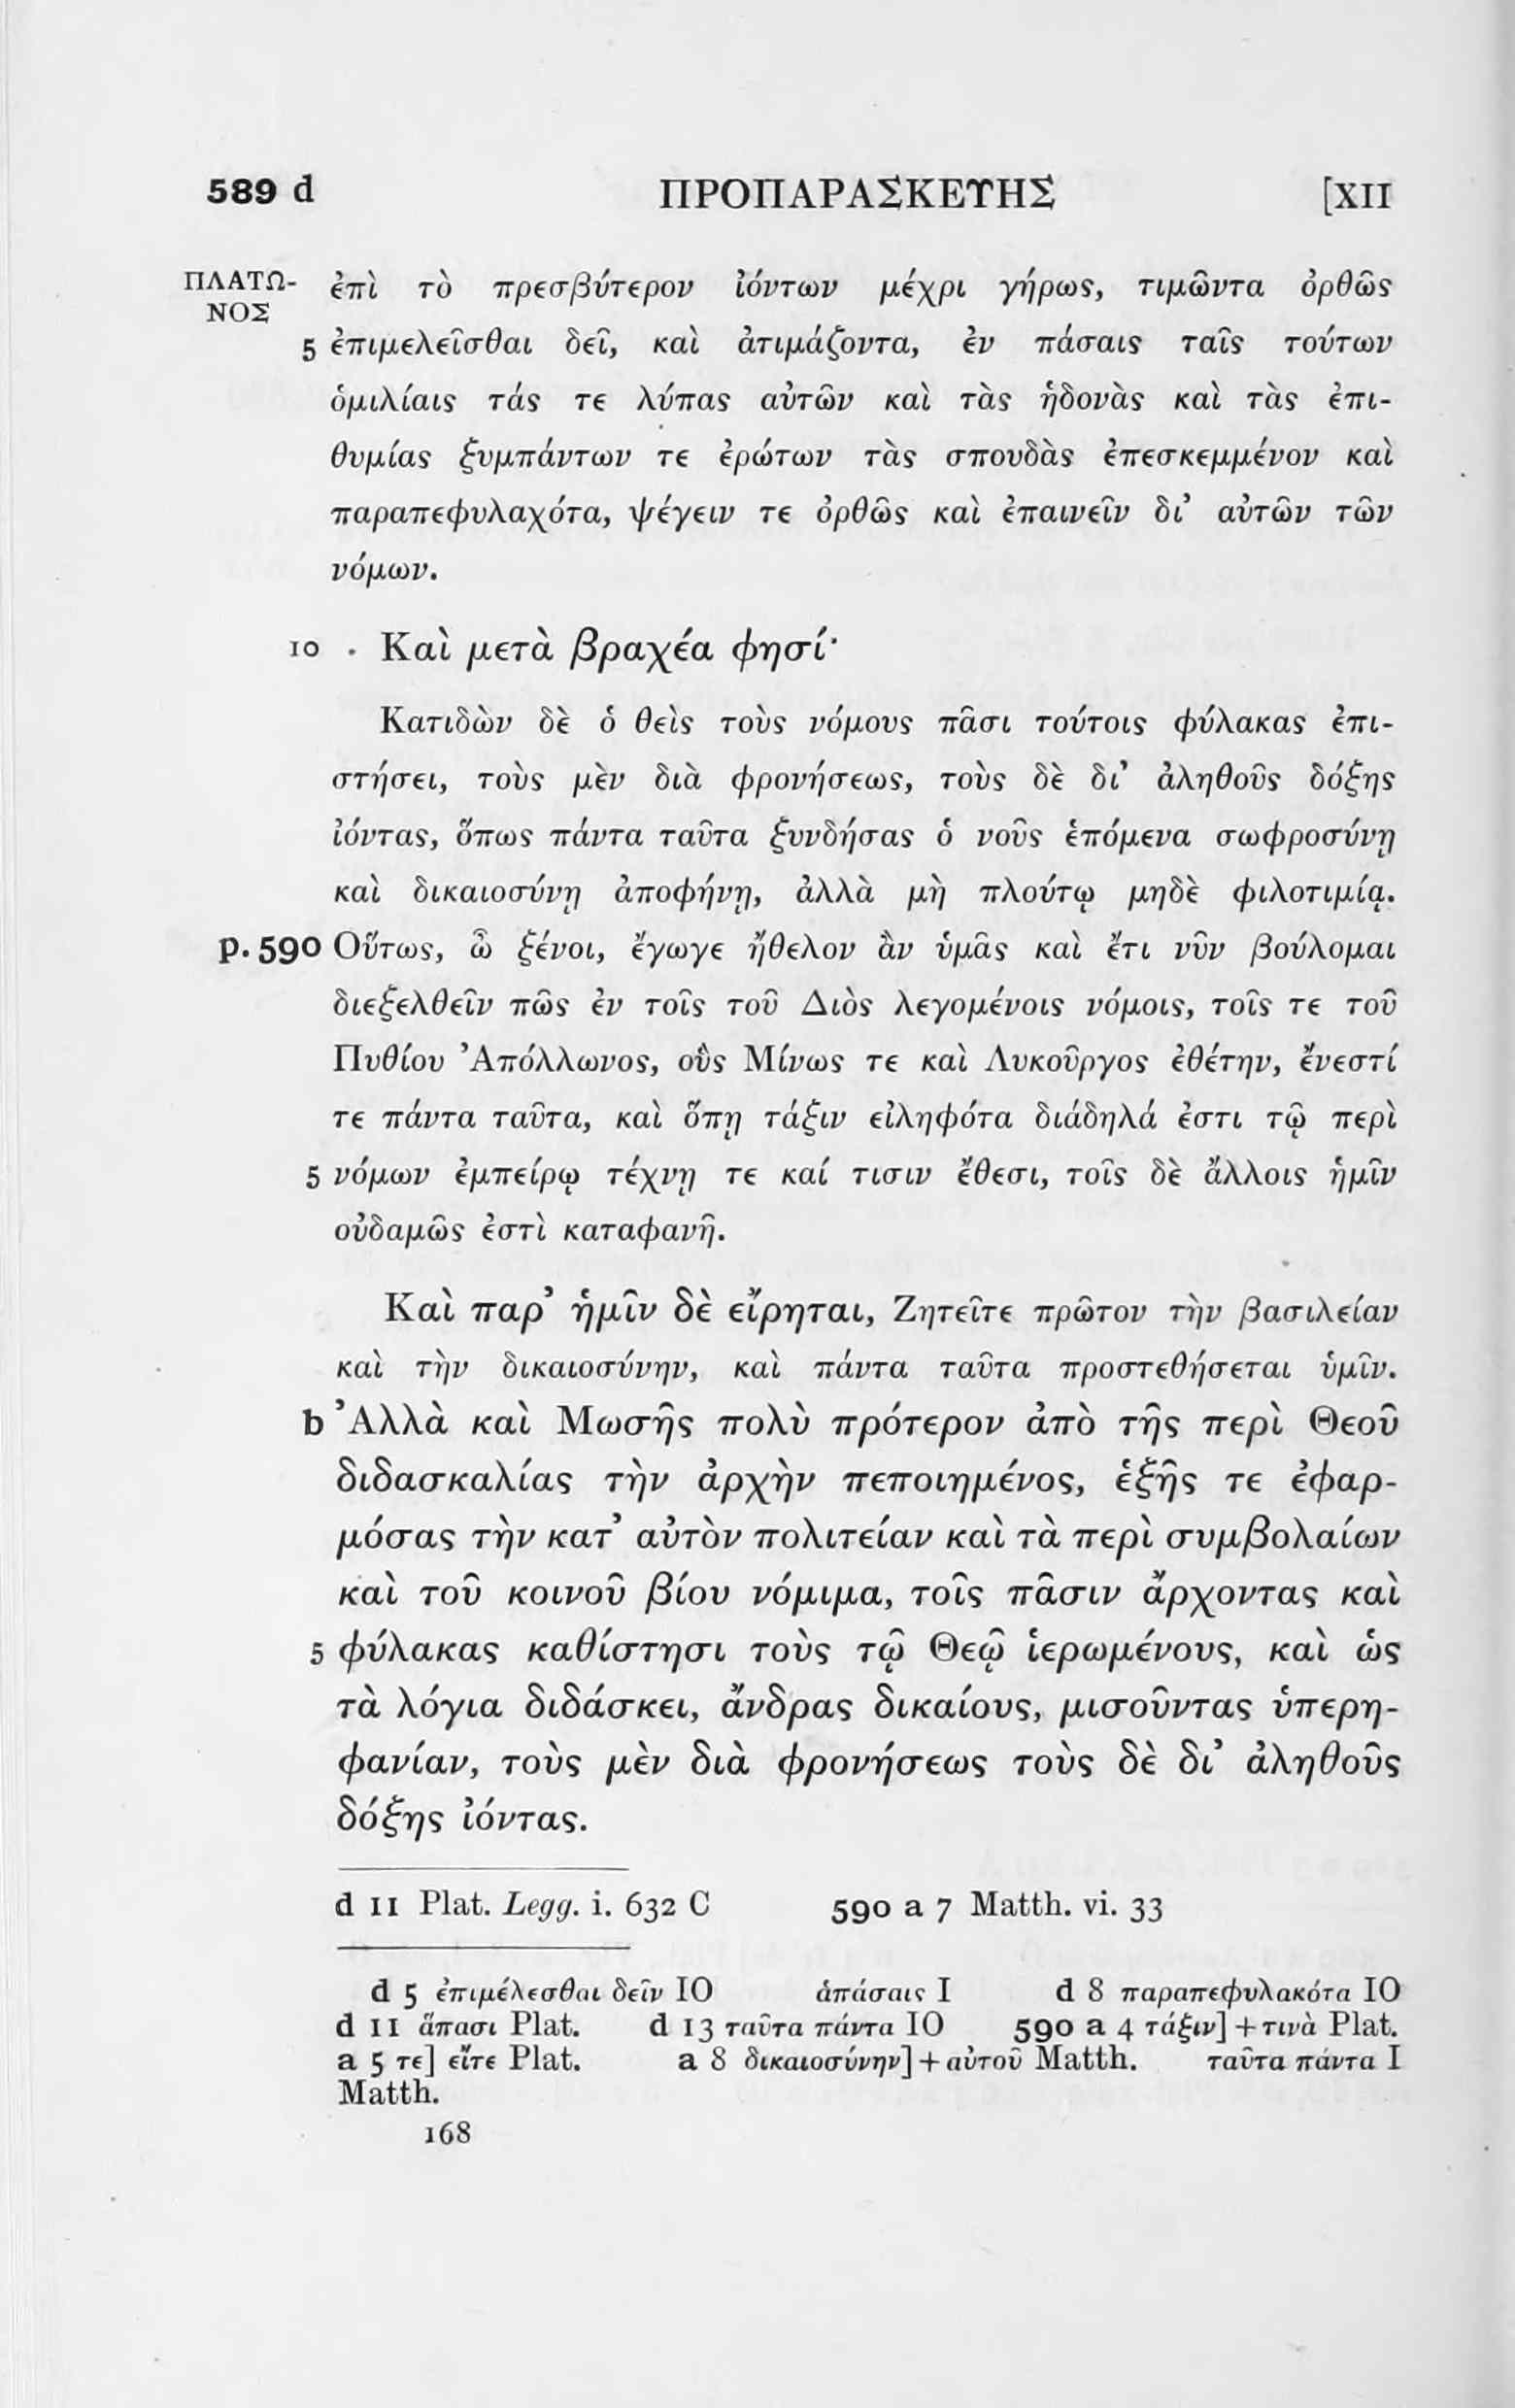 589 d ΠΡΟΠΑΡΑΣΚΕΥΗΣ [XII
ΠΛΑΤΩ- ἐπὶ τὸ πρεσβύτερον ἰόντων μέχρι γήρως, τιμῶντα ὀρθῶς
ΝΟΣ
5 ἐπιμελεῖσθαι δεῖ, καὶ ἀτιμάζοντα, ἐν πάσαις ταῖς τούτων
ὁμιλίαις τάς τε λύπας αὐτῶν καὶ τὰς ἡδονὰς καὶ τὰς ἐπι-
θυμίας ξυμπάντων τε ἐρώτων τὰς σπουδὰς ἐπεσκεμμένον καὶ
παραπεφυλαχότα, ψέγειν τε ὀρθῶς καὶ ἐπαινεῖν δι’ αὐτῶν τῶν
νόμων.
10 Καὶ μετὰ βραχέα φησί·
Κατιδὼν δὲ ὁ θεὶς τοὺς νόμους πᾶσι τούτοις φύλακας ἐπι-
στήσει, τοὺς μὲν διὰ φρονήσεως, τοὺς δὲ δι’ ἀληθοῦς δόξης
ἰόντας, ὅπως πάντα ταῦτα ξυνδήσας ὁ νοῦς ἑπόμενα σωφροσύνῃ
καὶ δικαιοσύνῃ ἀποφήνῃ, ἀλλὰ μὴ πλούτῳ μηδὲ φιλοτιμίᾳ.
p. 590 Οὕτως, ὦ ξένοι, ἔγωγε ἤθελον ἂν ὑμᾶς καὶ ἔτι νῦν βούλομαι
διεξελθεῖν πῶς ἐν τοῖς τοῦ Διὸς λεγομένοις νόμοις, τοῖς τε τοῦ
Πυθίου Ἀπόλλωνος, οὓς Μίνως τε καὶ Λυκοῦργος ἐθέτην, ἔνεστί
τε πάντα ταῦτα, καὶ ὅπῃ τάξιν εἰληφότα διάδηλά ἐστι τῷ περὶ
5 νόμων ἐμπείρῳ τέχνῃ τε καί τισιν ἔθεσι, τοῖς δὲ ἄλλοις ἡμῖν
οὐδαμῶς ἐστὶ καταφανῆ.
Καὶ παρ’ ἡμῖν δὲ εἴρηται, Ζητεῖτε πρῶτον τὴν βασιλείαν
καὶ τὴν δικαιοσύνην, καὶ πάντα ταῦτα προστεθήσεται ὑμῖν.
b Ἀλλὰ καὶ Μωσῆς πολὺ πρότερον ἀπὸ τῆς περὶ Θεοῦ
διδασκαλίας τὴν ἀρχὴν πεποιημένος, ἑξῆς τε ἐφαρ-
μόσας τὴν κατ’ αὐτὸν πολιτείαν καὶ τὰ περὶ συμβολαίων
καὶ τοῦ κοινοῦ βίου νόμιμα, τοῖς πᾶσιν ἄρχοντας καὶ
5 φύλακας καθίστησι τοὺς τῷ Θεῷ ἱερωμένους, καὶ ὡς
τὰ λόγια διδάσκει, ἄνδρας δικαίους, μισοῦντας ὑπερη-
φανίαν, τοὺς μὲν διὰ φρονήσεως τοὺς δὲ δι’ ἀληθοῦς
δόξης ἰόντας.
d 11 Plat. Legg. i. 632 C 590 a 7 Matth. vi. 33
d 5 ἐπιμέλεσθαι δεῖν IO ἁπάσαις I d 8 παραπεφυλακότα IO
d 11 ἅπασι Plat. d 13 ταῦτα πάντα IO 590 a 4 τάξιν] + τινὰ Plat.
a 5 τε] εἴτε Plat. a 8 δικαιοσύνην] + αὐτοῦ Matth. ταῦτα πάντα I
Matth.
168